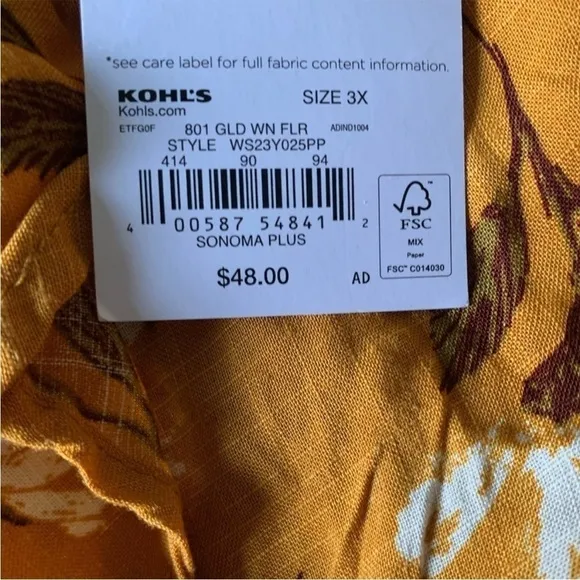 *see care label for full fabric content information.
KOHL'S SIZE 3X
Kohls.com
ETFG0F 801 GLD WN FLR ADIND1004
STYLE WS23Y025PP
414 90 94
4 00587 54841 2
SONOMA PLUS
$48.00 AD
FSC
MIX
Paper
FSC™ C014030